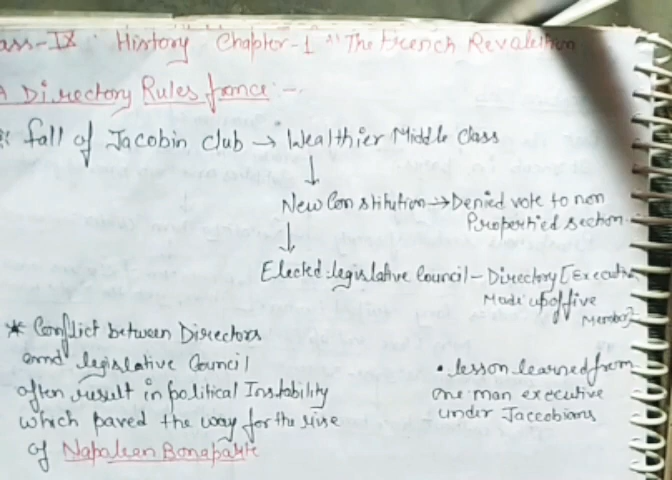 ass-IX. History Chapter-1 "The French Revalethion
A Directory Rules france :-
fall of Jacobin club → Wealthier Middle Class
↓
New Constitution → Denied vote to non
Propertied section.
↓
Elected legislative Council - Directory [Executive
Made up of five
Member]
* Conflict between Directors
and legislative Council
often result in political Instability
which paved the way for the rise
of Napolean Bonaparte
• lesson learned from
one man executive
under Jaccobians